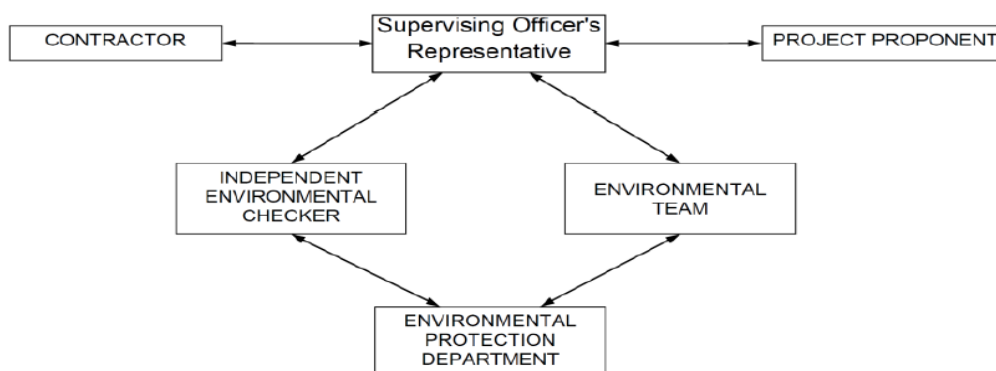 CONTRACTOR
Supervising Officer's
Representative
PROJECT PROPONENT
INDEPENDENT
ENVIRONMENTAL
CHECKER
ENVIRONMENTAL
TEAM
ENVIRONMENTAL
PROTECTION
DEPARTMENT